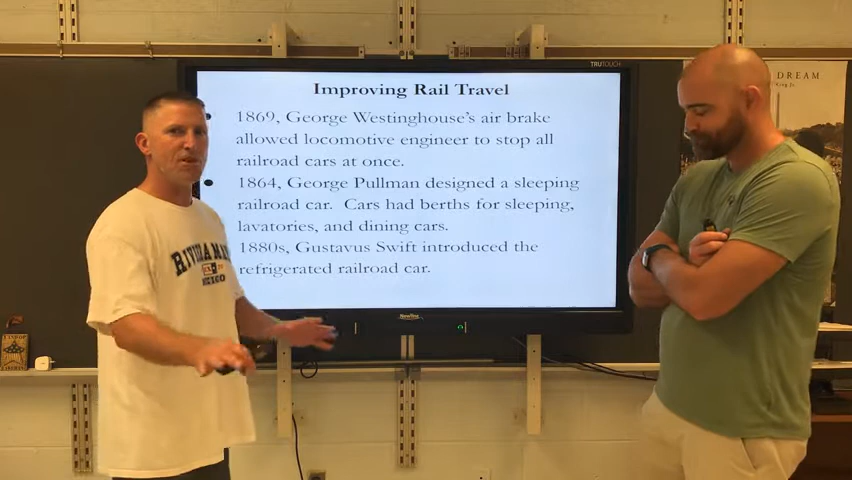 TRUTOUCH
DREAM
Improving Rail Travel
1869, George Westinghouse's air brake
allowed locomotive engineer to stop all
railroad cars at once.
1864, George Pullman designed a sleeping
railroad car. Cars had berths for sleeping,
lavatories, and dining cars.
1880s, Gustavus Swift introduced the
refrigerated railroad car.
MEXICO